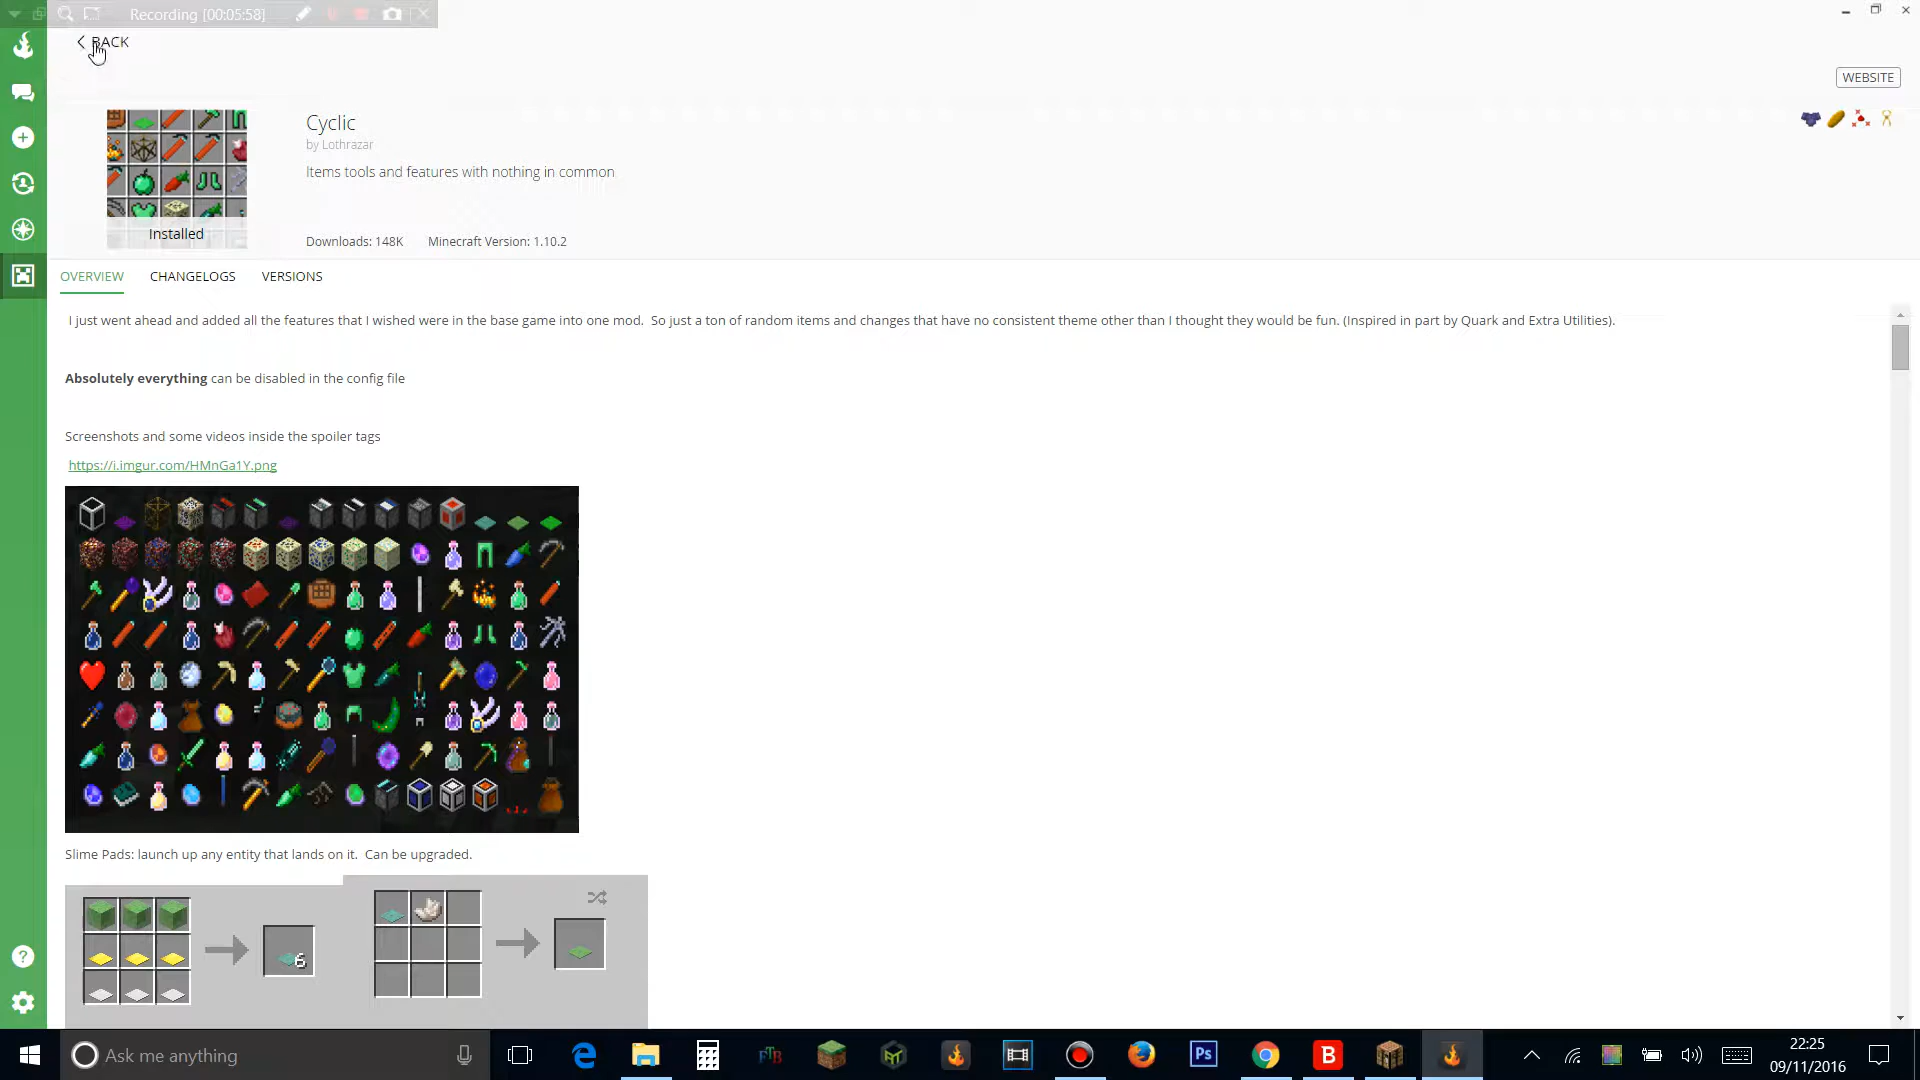 Recording [00:05:58]
BACK
WEBSITE
Cyclic
by Lothrazar
Items tools and features with nothing in common
Installed
Downloads: 148K Minecraft Version: 1.10.2
OVERVIEW CHANGELOGS VERSIONS
I just went ahead and added all the features that I wished were in the base game into one mod. So just a ton of random items and changes that have no consistent theme other than I thought they would be fun. (Inspired in part by Quark and Extra Utilities).
Absolutely everything can be disabled in the config file
Screenshots and some videos inside the spoiler tags
https://i.imgur.com/HMnGa1Y.png
Slime Pads: launch up any entity that lands on it. Can be upgraded.
6
?
Ask me anything
FTB
Ps
B
22:25
09/11/2016